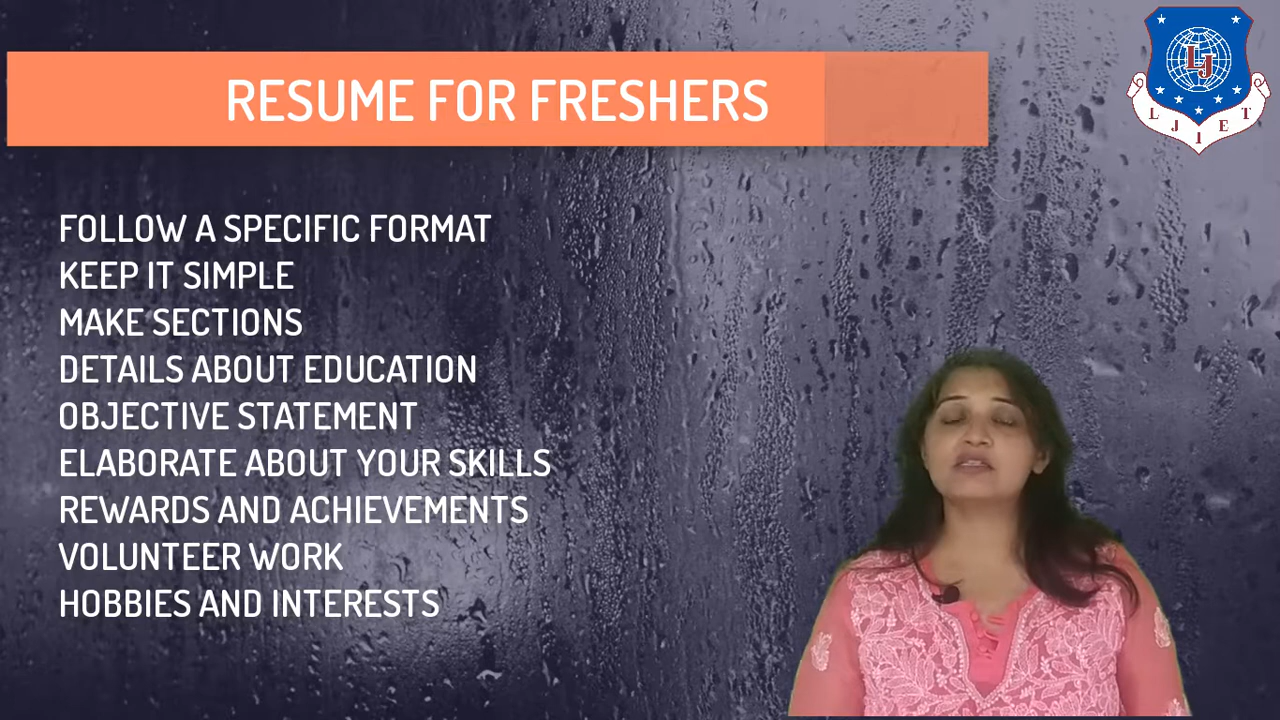 RESUME FOR FRESHERS
LJ
L J I E T
FOLLOW A SPECIFIC FORMAT
KEEP IT SIMPLE
MAKE SECTIONS
DETAILS ABOUT EDUCATION
OBJECTIVE STATEMENT
ELABORATE ABOUT YOUR SKILLS
REWARDS AND ACHIEVEMENTS
VOLUNTEER WORK
HOBBIES AND INTERESTS